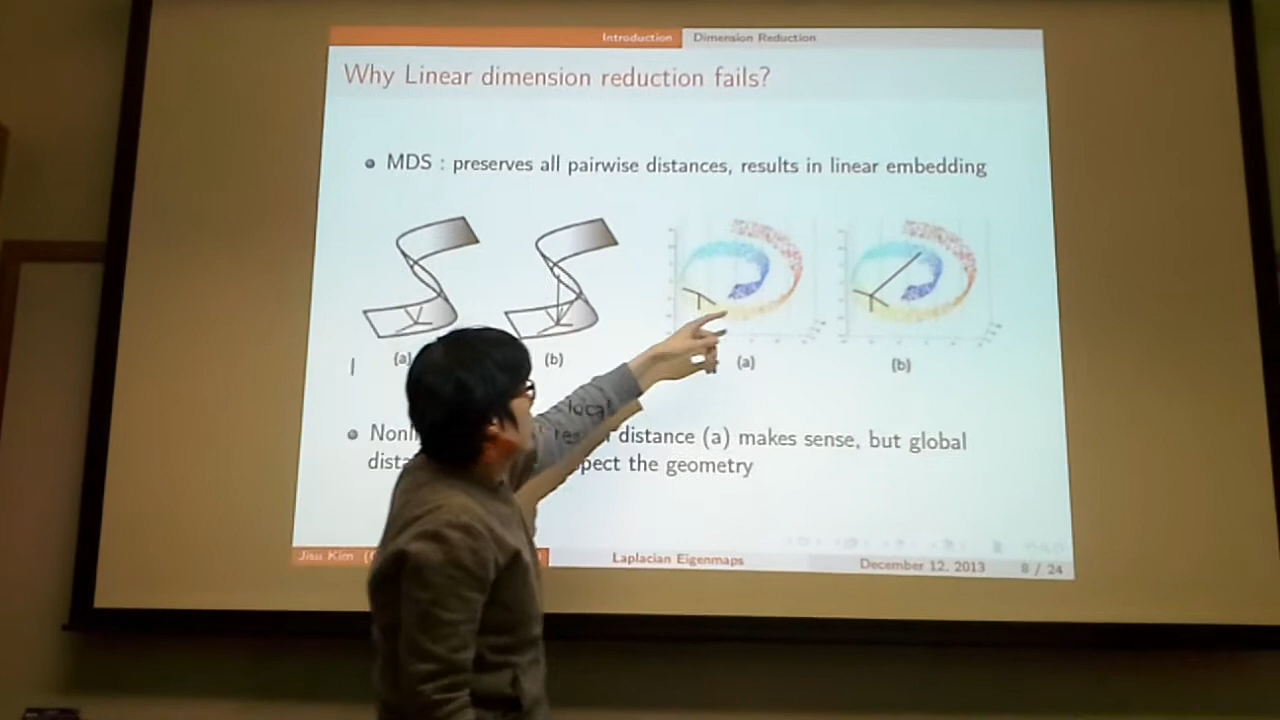 Introduction Dimension Reduction
Why Linear dimension reduction fails?
MDS : preserves all pairwise distances, results in linear embedding
(a) (b) (a) (b)
local
distance (a) makes sense, but global
the geometry
Jisu Kim Laplacian Eigenmaps December 12, 2013 8 / 24